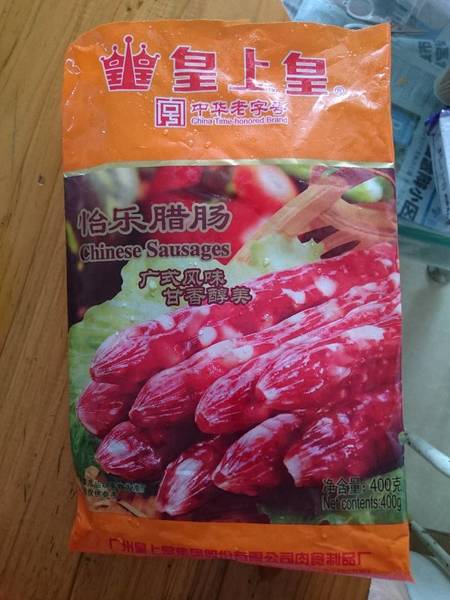 皇上皇®
中华老字号
China Time-honored Brand
怡乐腊肠
Chinese Sausages
广式风味
甘香醇美
净含量:400克
Net contents:400g
广州皇上皇集团股份有限公司肉食制品厂